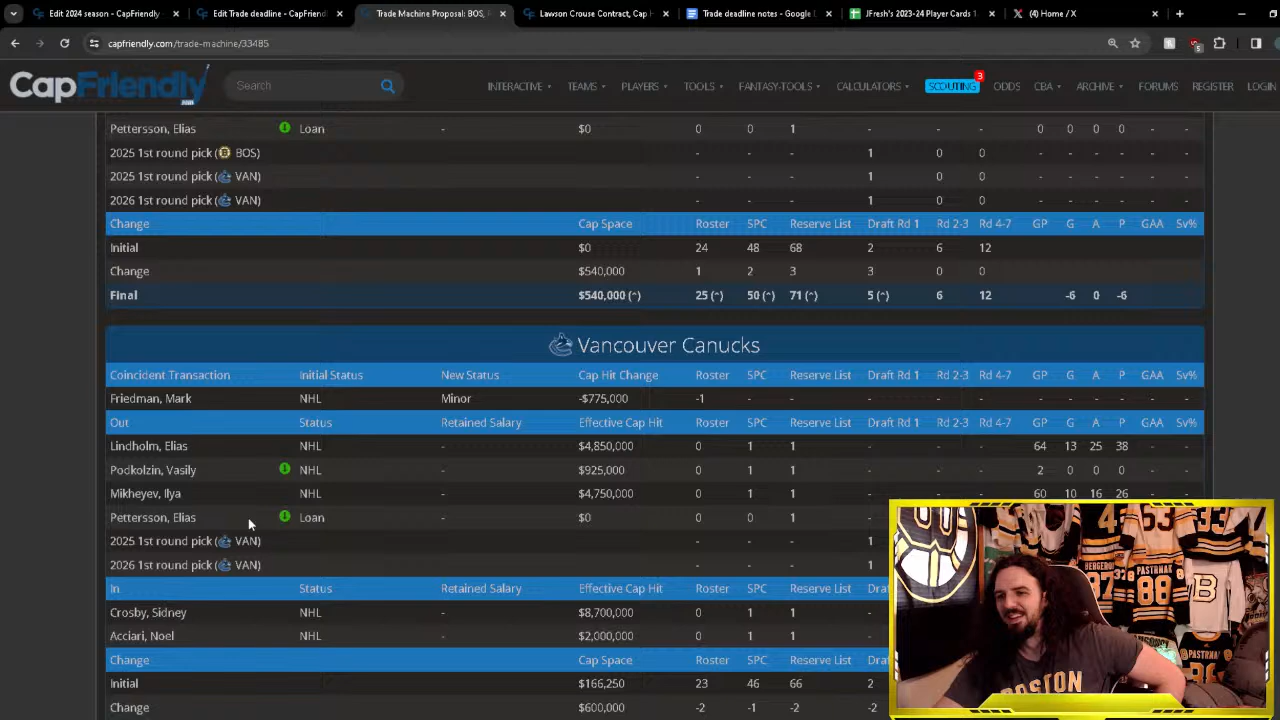 Edit 2024 season - CapFriendly × Edit Trade deadline - CapFriendl × Trade Machine Proposal: BOS, × Lawson Crouse Contract, Cap H × Trade deadline notes - Google × JFresh's 2023-24 Player Cards × (4) Home / X × +
capfriendly.com/trade-machine/33485
CapFriendly .com Search INTERACTIVE TEAMS PLAYERS TOOLS FANTASY-TOOLS CALCULATORS SCOUTING 3 ODDS CBA ARCHIVE FORUMS REGISTER LOGIN
Pettersson, Elias Loan - $0 0 0 1 - - - 0 0 0 0 - -
2025 1st round pick ( BOS) - - - 1 0 0 - - - - - -
2025 1st round pick ( VAN) - - - 1 0 0 - - - - - -
2026 1st round pick ( VAN) - - - 1 0 0 - - - - - -
Change Cap Space Roster SPC Reserve List Draft Rd 1 Rd 2-3 Rd 4-7 GP G A P GAA Sv%
Initial $0 24 48 68 2 6 12
Change $540,000 1 2 3 3 0 0
Final $540,000 (^) 25 (^) 50 (^) 71 (^) 5 (^) 6 12 -6 0 -6
Vancouver Canucks
Coincident Transaction Initial Status New Status Cap Hit Change Roster SPC Reserve List Draft Rd 1 Rd 2-3 Rd 4-7 GP G A P GAA Sv%
Friedman, Mark NHL Minor -$775,000 -1 - - - - - - - - - - -
Out Status Retained Salary Effective Cap Hit Roster SPC Reserve List Draft Rd 1 Rd 2-3 Rd 4-7 GP G A P GAA Sv%
Lindholm, Elias NHL - $4,850,000 0 1 1 - - - 64 13 25 38 - -
Podkolzin, Vasily NHL - $925,000 0 1 1 - - - 2 0 0 0 - -
Mikheyev, Ilya NHL - $4,750,000 0 1 1 - - - 60 10 16 26 - -
Pettersson, Elias Loan - $0 0 0 1 -
2025 1st round pick ( VAN) - - - 1
2026 1st round pick ( VAN) - - - 1
In Status Retained Salary Effective Cap Hit Roster SPC Reserve List
Crosby, Sidney NHL - $8,700,000 0 1 1 -
Acciari, Noel NHL - $2,000,000 0 1 1 -
Change Cap Space Roster SPC Reserve List
Initial $166,250 23 46 66 2
Change $600,000 -2 -1 -2 -2
BERGERON
37
PASTRNAK
88
B
33
PASTRNAK
BOSTON